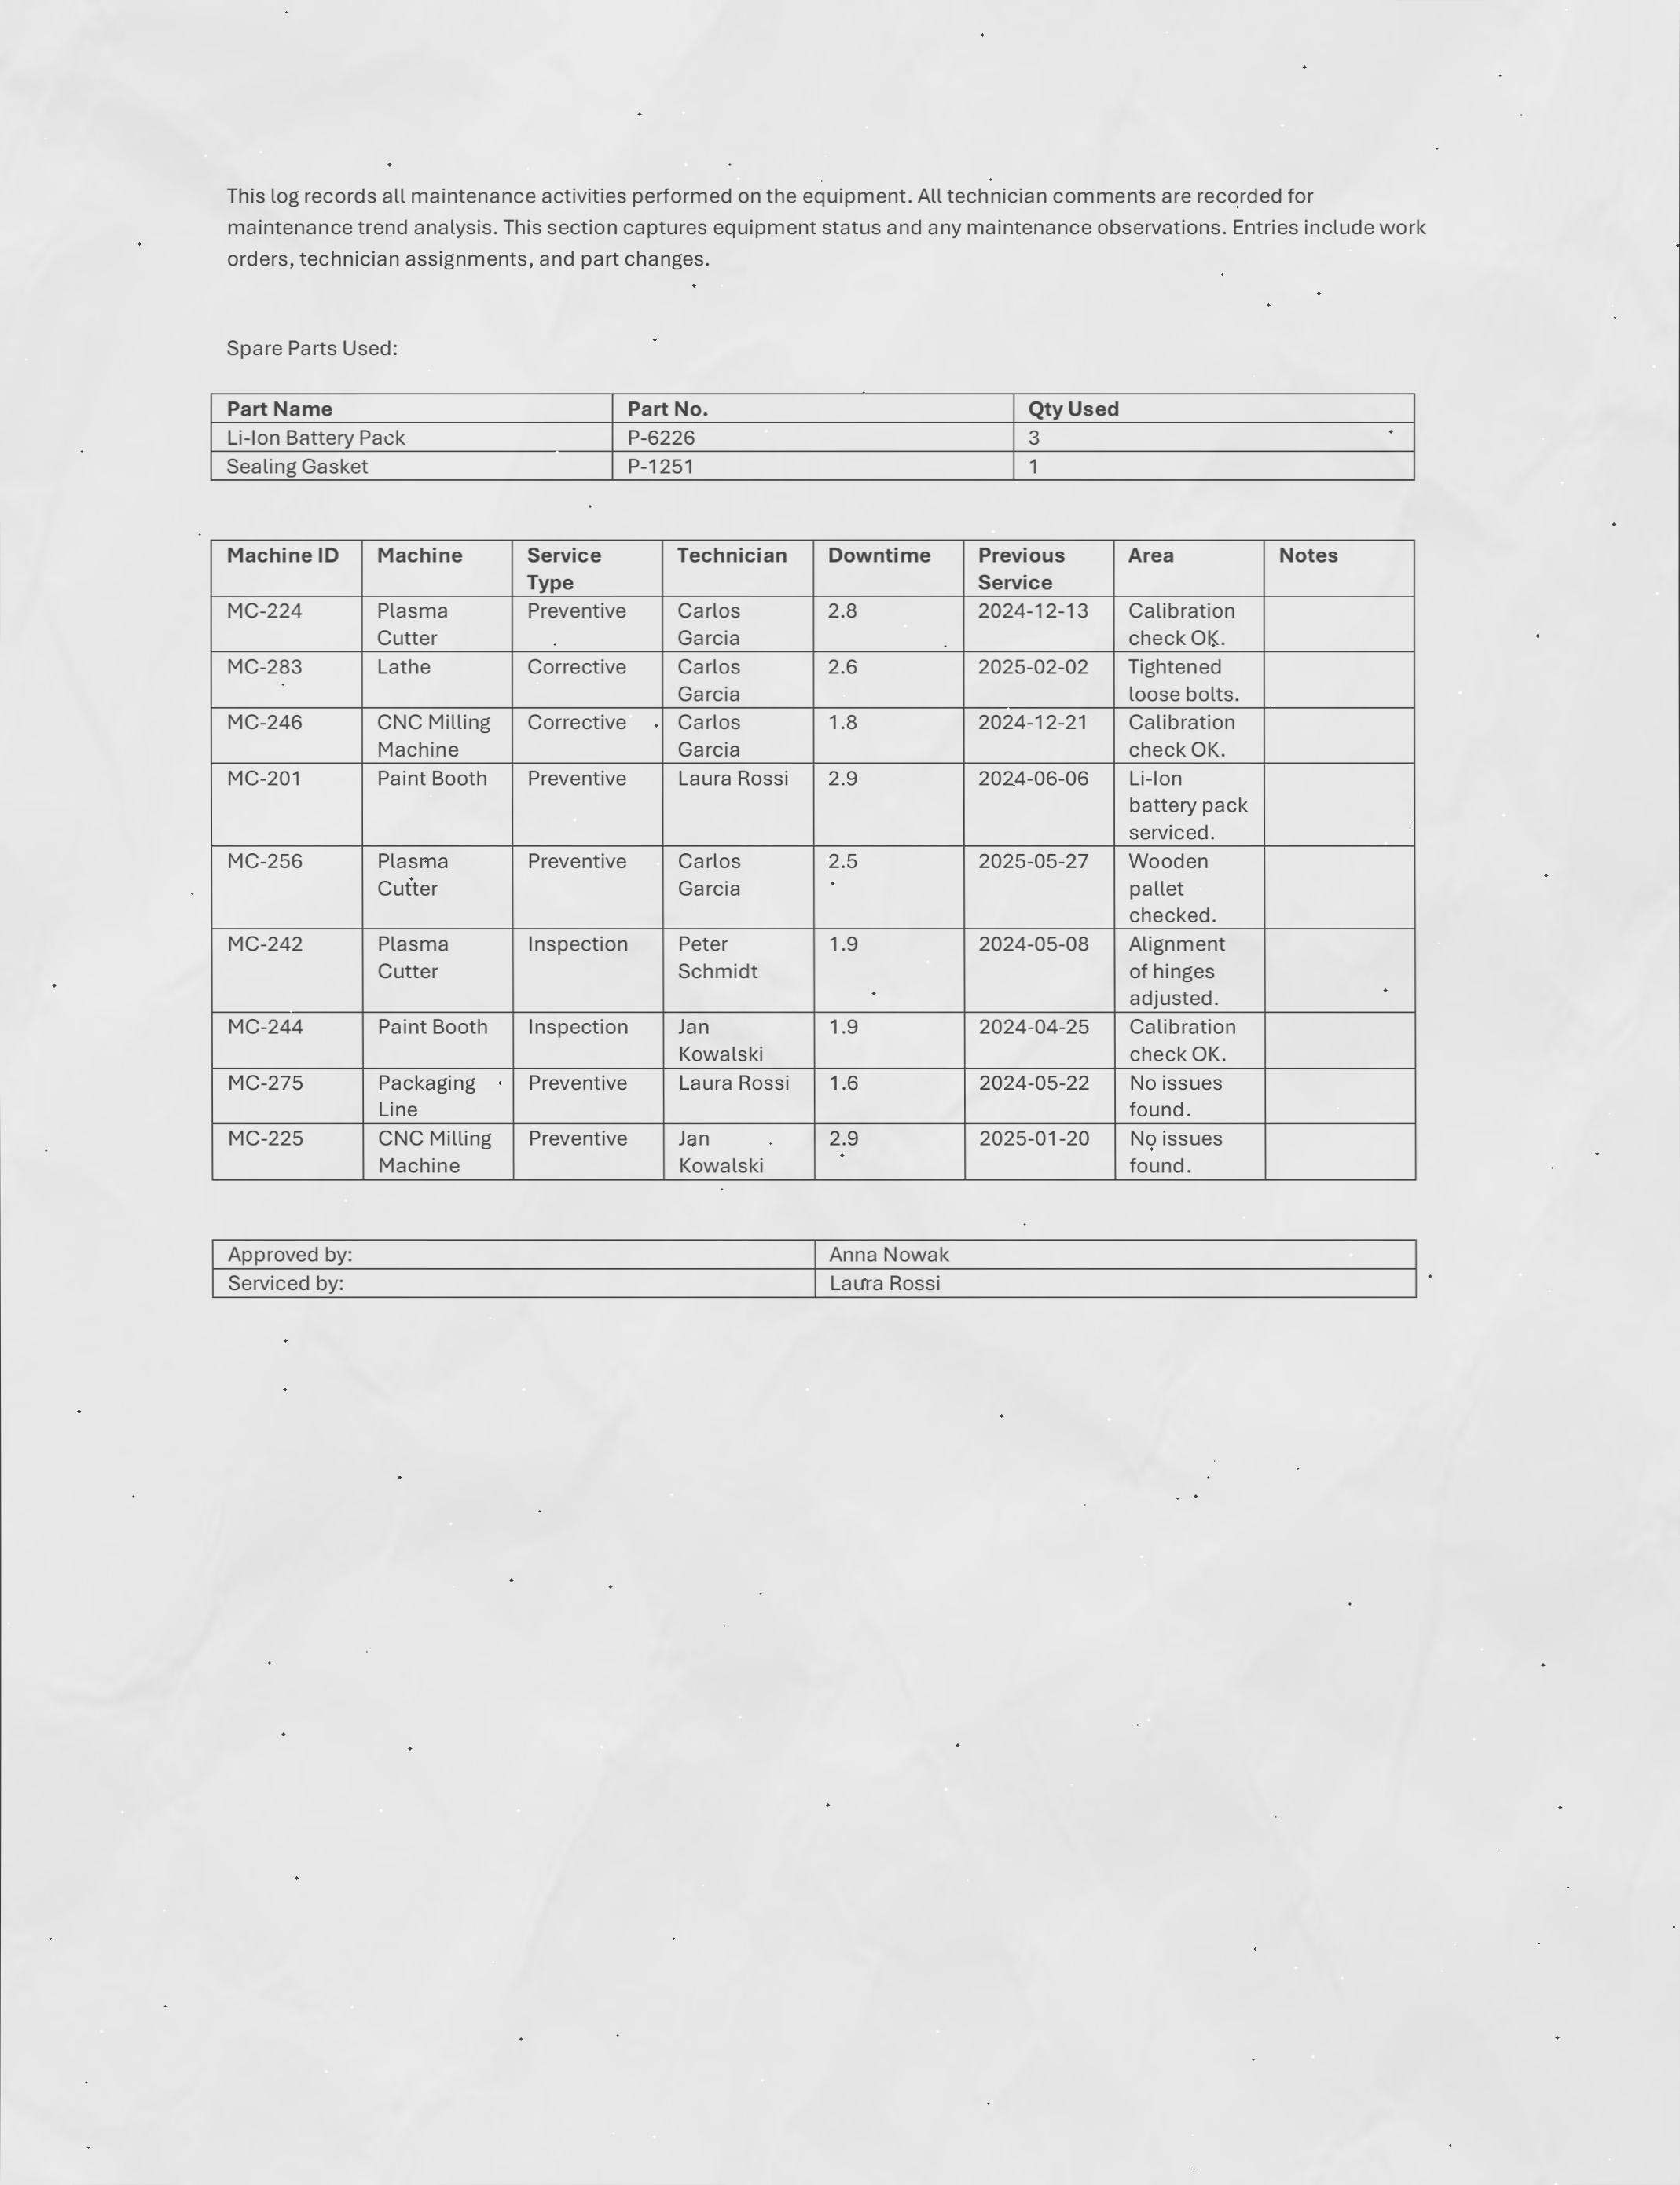 This log records all maintenance activities performed on the equipment. All technician comments are recorded for
maintenance trend analysis. This section captures equipment status and any maintenance observations. Entries include work
orders, technician assignments, and part changes.
Spare Parts Used:
Part Name Part No. Qty Used
Li-Ion Battery Pack P-6226 3
Sealing Gasket P-1251 1
Machine ID Machine Service Technician Downtime Previous Area Notes
Type Service
MC-224 Plasma Preventive Carlos 2.8 2024-12-13 Calibration
Cutter Garcia check OK.
MC-283 Lathe Corrective Carlos 2.6 2025-02-02 Tightened
Garcia loose bolts.
MC-246 CNC Milling Corrective Carlos 1.8 2024-12-21 Calibration
Machine Garcia check OK.
MC-201 Paint Booth Preventive Laura Rossi 2.9 2024-06-06 Li-Ion
battery pack
serviced.
MC-256 Plasma Preventive Carlos 2.5 2025-05-27 Wooden
Cutter Garcia pallet
checked.
MC-242 Plasma Inspection Peter 1.9 2024-05-08 Alignment
Cutter Schmidt of hinges
adjusted.
MC-244 Paint Booth Inspection Jan 1.9 2024-04-25 Calibration
Kowalski check OK.
MC-275 Packaging Preventive Laura Rossi 1.6 2024-05-22 No issues
Line found.
MC-225 CNC Milling Preventive Jan 2.9 2025-01-20 No issues
Machine Kowalski found.
Approved by: Anna Nowak
Serviced by: Laura Rossi